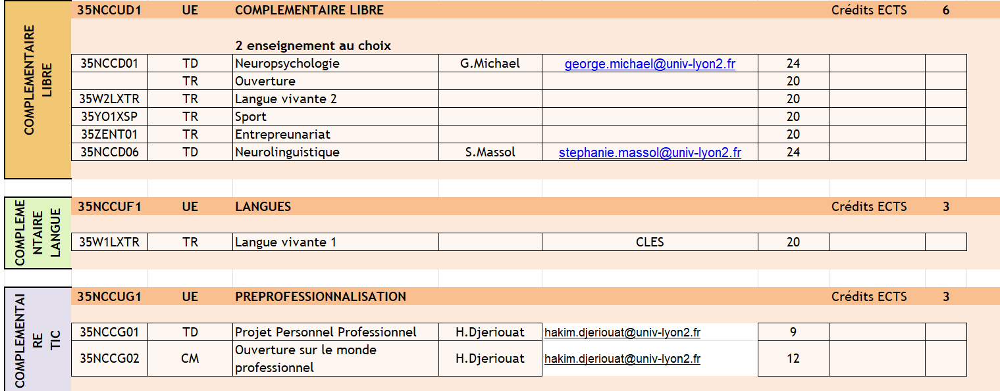 COMPLEMENTAIRE
LIBRE
35NCCUD1 UE COMPLEMENTAIRE LIBRE Crédits ECTS 6
2 enseignement au choix
35NCCD01 TD Neuropsychologie G.Michael george.michael@univ-lyon2.fr 24
TR Ouverture 20
35W2LXTR TR Langue vivante 2 20
35YO1XSP TR Sport 20
35ZENT01 TR Entrepreunariat 20
35NCCD06 TD Neurolinguistique S.Massol stephanie.massol@univ-lyon2.fr 24
COMPLEME
NTAIRE
LANGUE
35NCCUF1 UE LANGUES Crédits ECTS 3
35W1LXTR TR Langue vivante 1 CLES 20
COMPLEMENTAI
RE
TIC
35NCCUG1 UE PREPROFESSIONNALISATION Crédits ECTS 3
35NCCG01 TD Projet Personnel Professionnel H.Djeriouat hakim.djeriouat@univ-lyon2.fr 9
35NCCG02 CM Ouverture sur le monde
professionnel H.Djeriouat hakim.djeriouat@univ-lyon2.fr 12